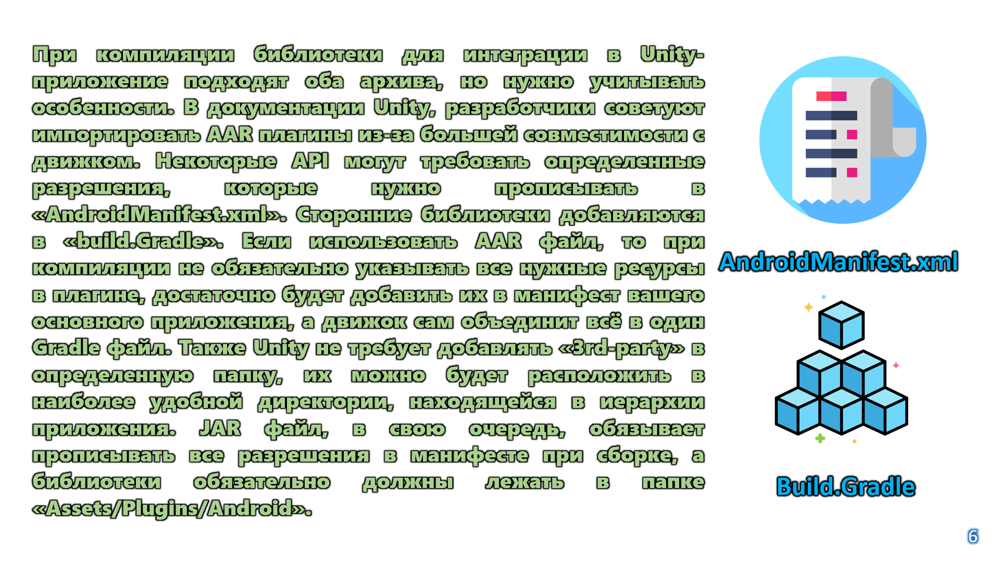 При компиляции библиотеки для интеграции в Unity-
приложение подходят оба архива, но нужно учитывать
особенности. В документации Unity, разработчики советуют
импортировать AAR плагины из-за большей совместимости с
движком. Некоторые API могут требовать определенные
разрешения, которые нужно прописывать в
«AndroidManifest.xml». Сторонние библиотеки добавляются
в «build.Gradle». Если использовать AAR файл, то при
компиляции не обязательно указывать все нужные ресурсы
в плагине, достаточно будет добавить их в манифест вашего
основного приложения, а движок сам объединит всё в один
Gradle файл. Также Unity не требует добавлять «3rd-party» в
определенную папку, их можно будет расположить в
наиболее удобной директории, находящейся в иерархии
приложения. JAR файл, в свою очередь, обязывает
прописывать все разрешения в манифесте при сборке, а
библиотеки обязательно должны лежать в папке
«Assets/Plugins/Android».
AndroidManifest.xml
Build.Gradle
6